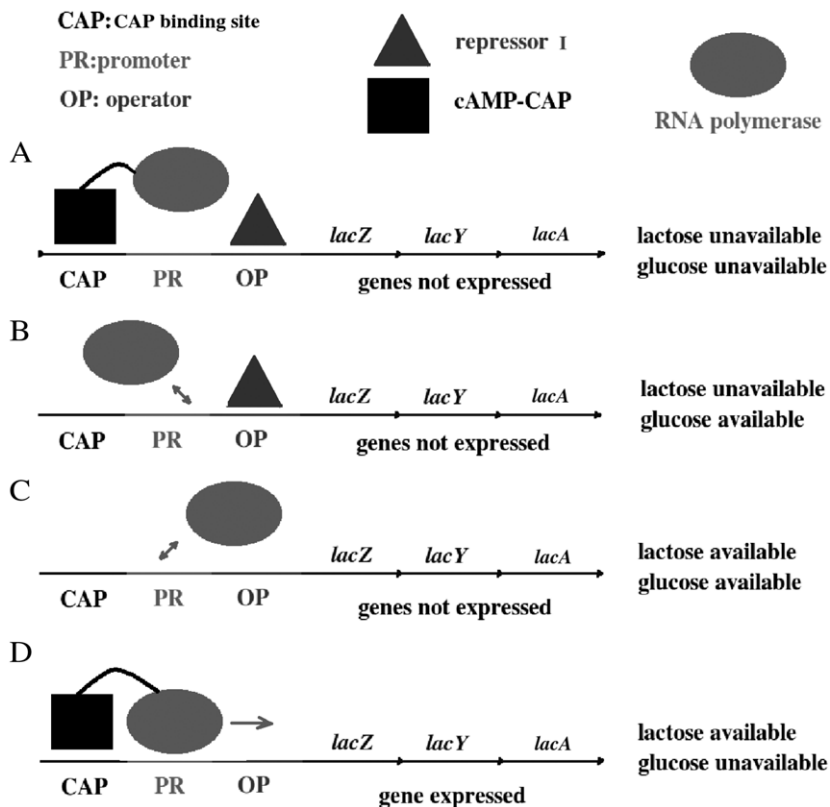 CAP: CAP binding site
PR:promoter
OP: operator
repressor I
cAMP-CAP
RNA polymerase
A
lacZ lacY lacA
CAP PR OP
genes not expressed
lactose unavailable
glucose unavailable
B
lacZ lacY lacA
CAP PR OP
genes not expressed
lactose unavailable
glucose available
C
lacZ lacY lacA
CAP PR OP
genes not expressed
lactose available
glucose available
D
lacZ lacY lacA
CAP PR OP
gene expressed
lactose available
glucose unavailable